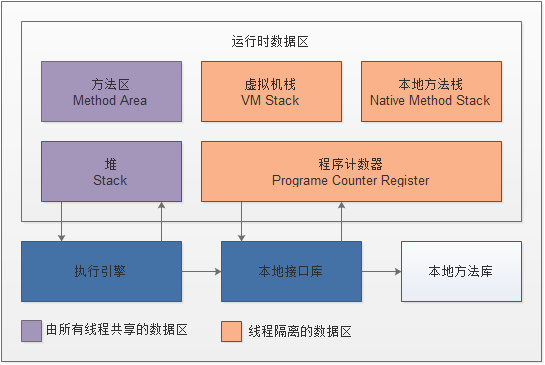 运行时数据区
方法区
Method Area
虚拟机栈
VM Stack
本地方法栈
Native Method Stack
堆
Stack
程序计数器
Programe Counter Register
执行引擎
本地接口库
本地方法库
由所有线程共享的数据区
线程隔离的数据区